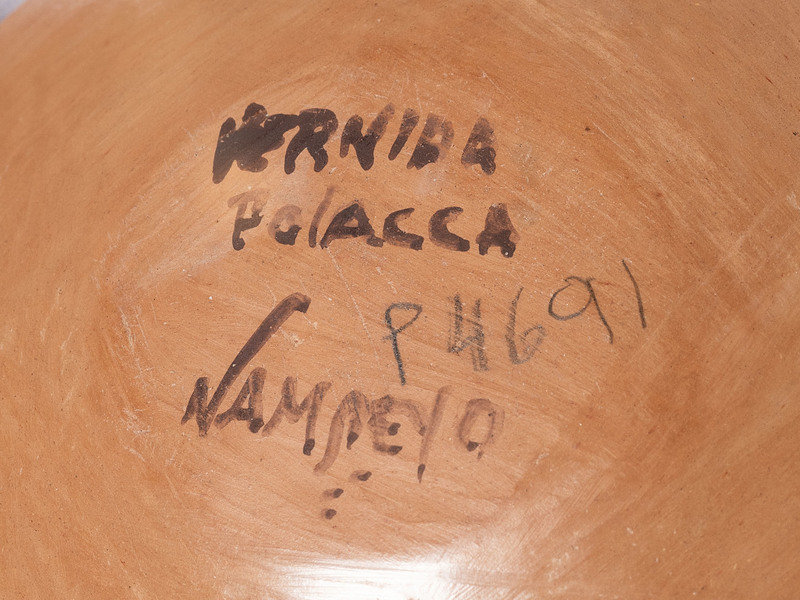 VERNIDA
POlACCA
P4691
NAMPEYO